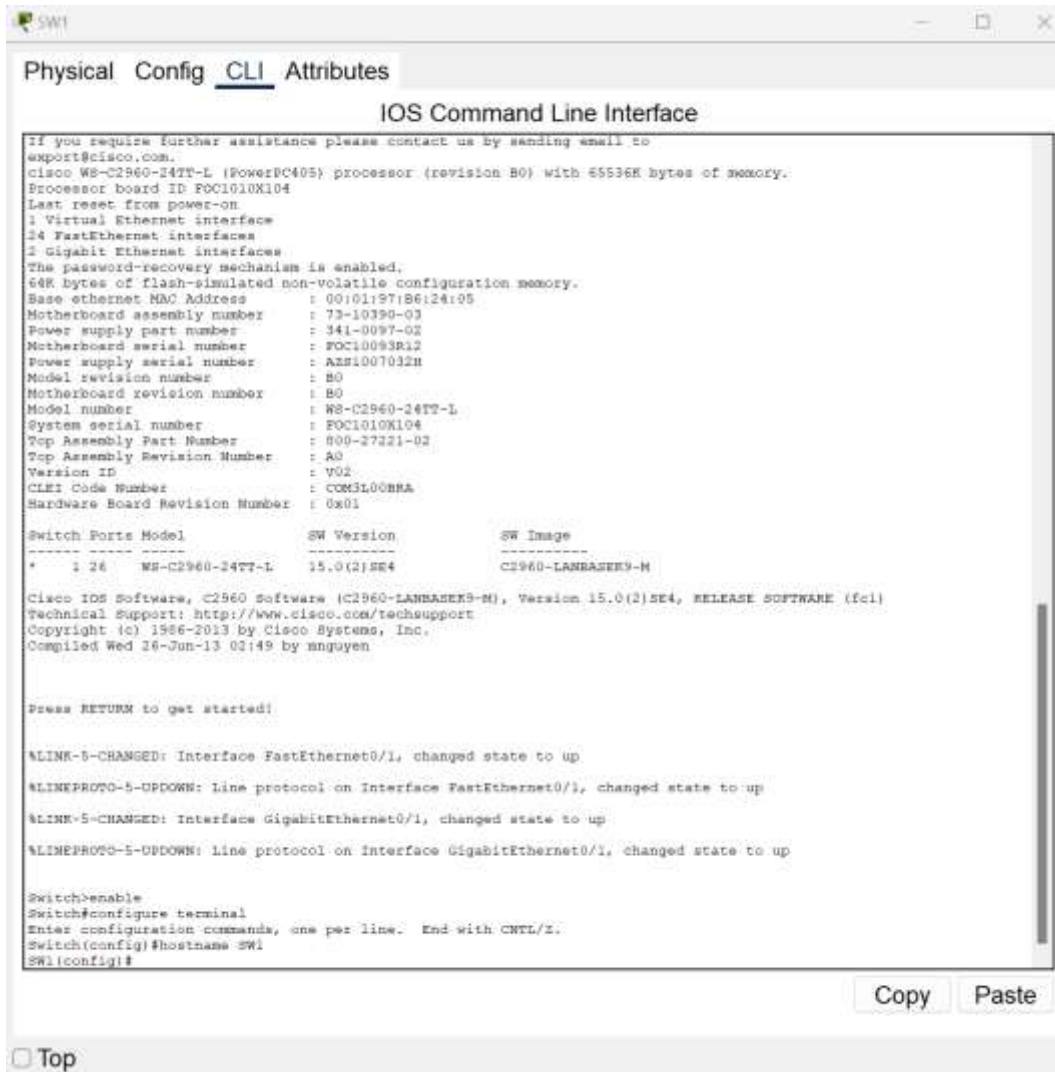 SW1
Physical Config CLI Attributes
IOS Command Line Interface
If you require further assistance please contact us by sending email to
export@cisco.com.
cisco WS-C2960-24TT-L (PowerPC405) processor (revision B0) with 65536K bytes of memory.
Processor board ID FOC1010X104
Last reset from power-on
1 Virtual Ethernet interface
24 FastEthernet interfaces
2 Gigabit Ethernet interfaces
The password-recovery mechanism is enabled.
64K bytes of flash-simulated non-volatile configuration memory.
Base ethernet MAC Address : 00:01:97:B6:24:05
Motherboard assembly number : 73-10390-03
Power supply part number : 341-0097-02
Motherboard serial number : FOC10093R12
Power supply serial number : AZS1007032H
Model revision number : B0
Motherboard revision number : B0
Model number : WS-C2960-24TT-L
System serial number : FOC1010X104
Top Assembly Part Number : 800-27221-02
Top Assembly Revision Number : A0
Version ID : V02
CLEI Code Number : COM3L00BRA
Hardware Board Revision Number : 0x01
Switch Ports Model SW Version SW Image
------ ----- ----- ---------- ----------
* 1 26 WS-C2960-24TT-L 15.0(2)SE4 C2960-LANBASEK9-M
Cisco IOS Software, C2960 Software (C2960-LANBASEK9-M), Version 15.0(2)SE4, RELEASE SOFTWARE (fc1)
Technical Support: http://www.cisco.com/techsupport
Copyright (c) 1986-2013 by Cisco Systems, Inc.
Compiled Wed 26-Jun-13 02:49 by mnguyen
Press RETURN to get started!
%LINK-5-CHANGED: Interface FastEthernet0/1, changed state to up
%LINEPROTO-5-UPDOWN: Line protocol on Interface FastEthernet0/1, changed state to up
%LINK-5-CHANGED: Interface GigabitEthernet0/1, changed state to up
%LINEPROTO-5-UPDOWN: Line protocol on Interface GigabitEthernet0/1, changed state to up
Switch>enable
Switch#configure terminal
Enter configuration commands, one per line. End with CNTL/Z.
Switch(config)#hostname SW1
SW1(config)#
Copy Paste
Top